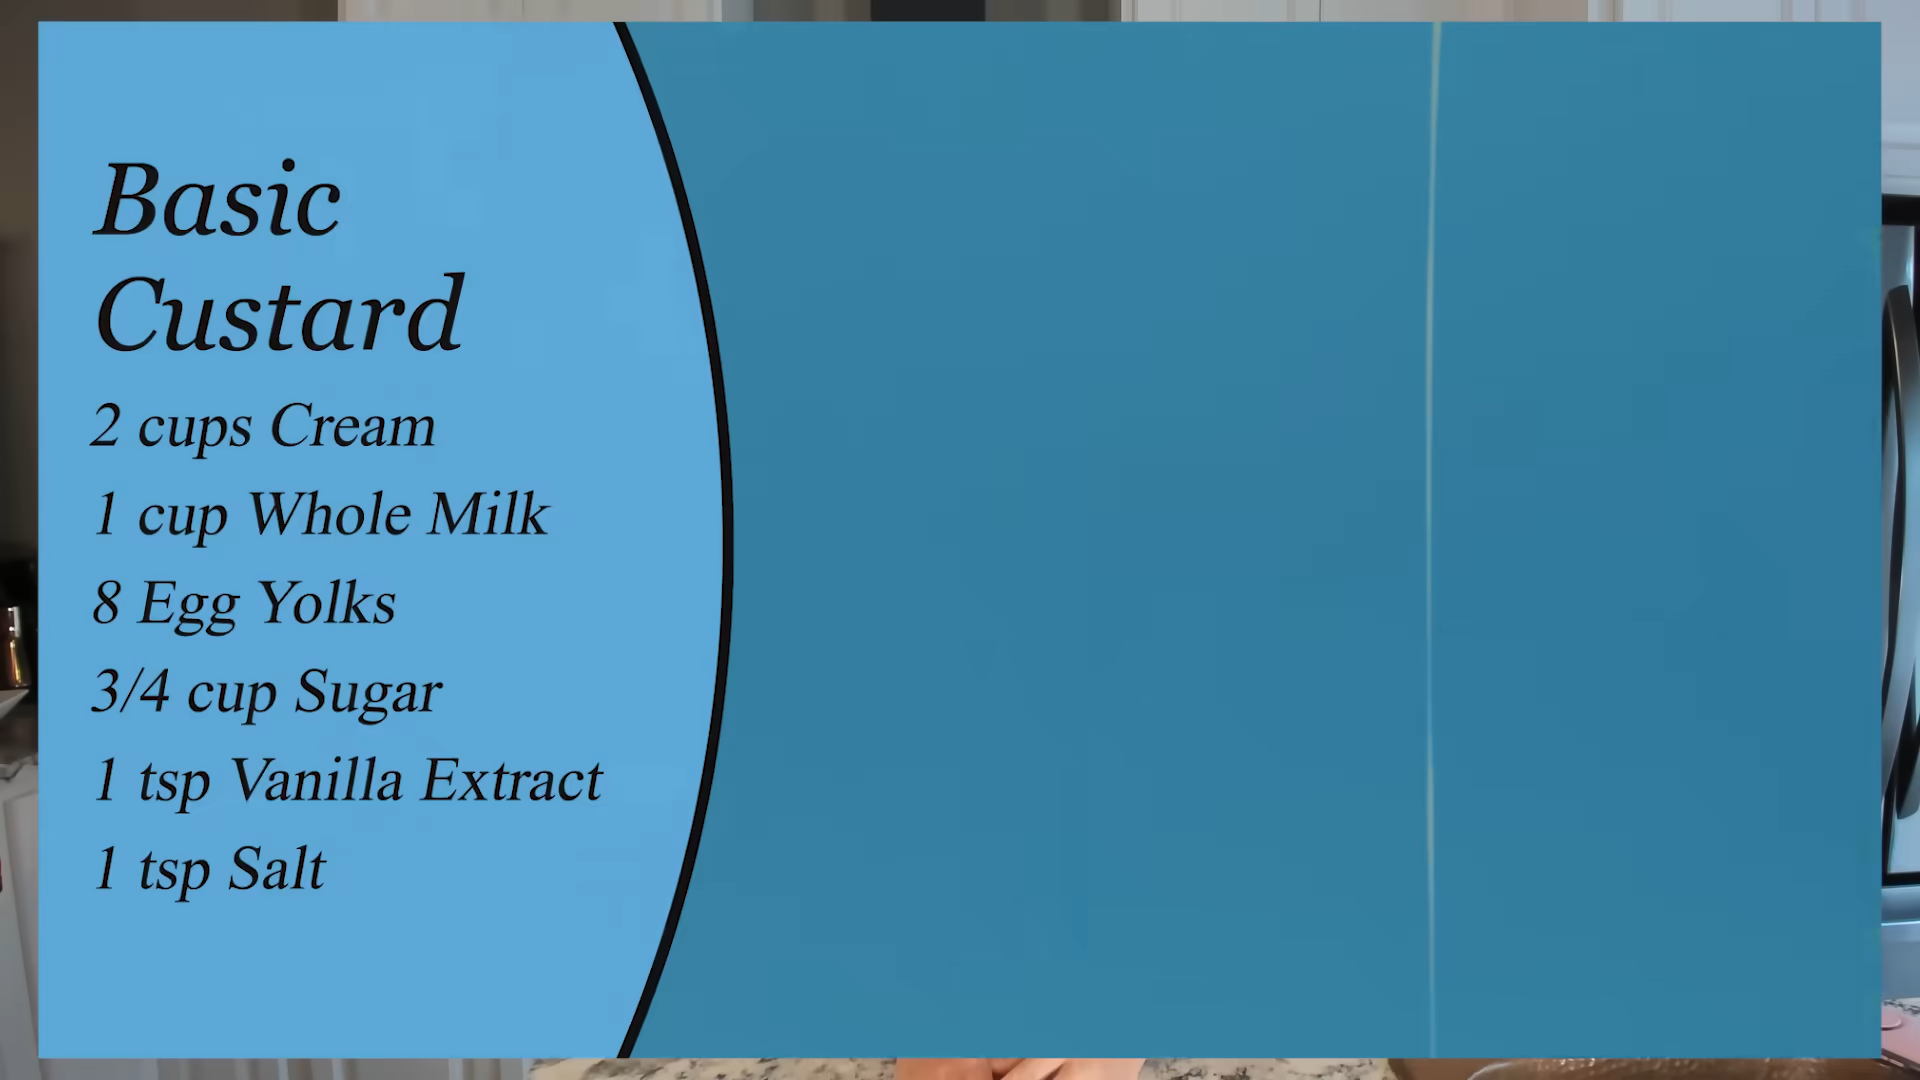 Basic
Custard
2 cups Cream
1 cup Whole Milk
8 Egg Yolks
3/4 cup Sugar
1 tsp Vanilla Extract
1 tsp Salt